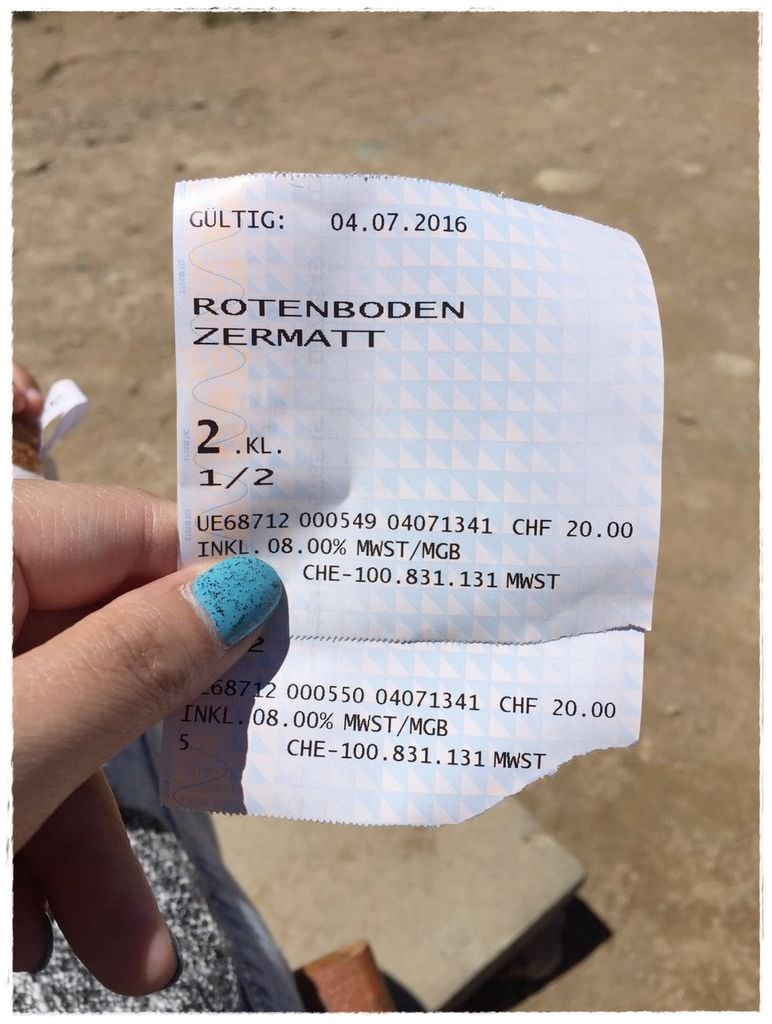 GÜLTIG: 04.07.2016
ROTENBODEN
ZERMATT
2 .KL.
1/2
UE68712 000549 04071341 CHF 20.00
INKL. 08.00% MWST/MGB
CHE-100.831.131 MWST
2
68712 000550 04071341 CHF 20.00
INKL. 08.00% MWST/MGB
5 CHE-100.831.131 MWST